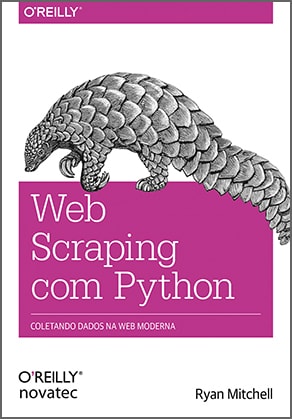 O'REILLY®
Web
Scraping
com Python
COLETANDO DADOS NA WEB MODERNA
O'REILLY®
novatec
Ryan Mitchell